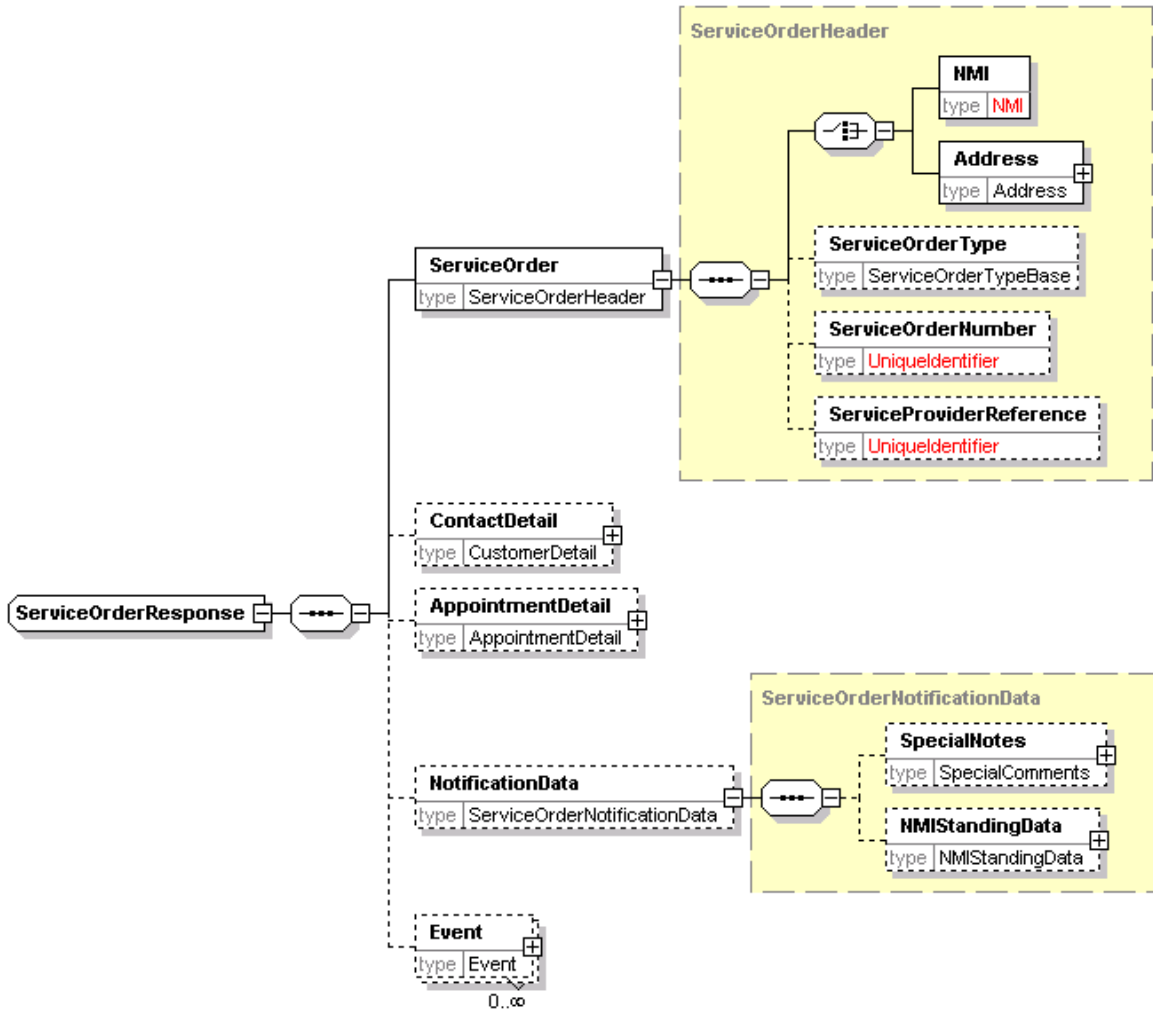 ServiceOrderHeader
NMI
type NMI
Address
type Address
ServiceOrderType
type ServiceOrderTypeBase
ServiceOrder
type ServiceOrderHeader
ServiceOrderNumber
type UniqueIdentifier
ServiceProviderReference
type UniqueIdentifier
ContactDetail
type CustomerDetail
ServiceOrderResponse
AppointmentDetail
type AppointmentDetail
ServiceOrderNotificationData
SpecialNotes
type SpecialComments
NotificationData
type ServiceOrderNotificationData
NMIStandingData
type NMIStandingData
Event
type Event
0..∞